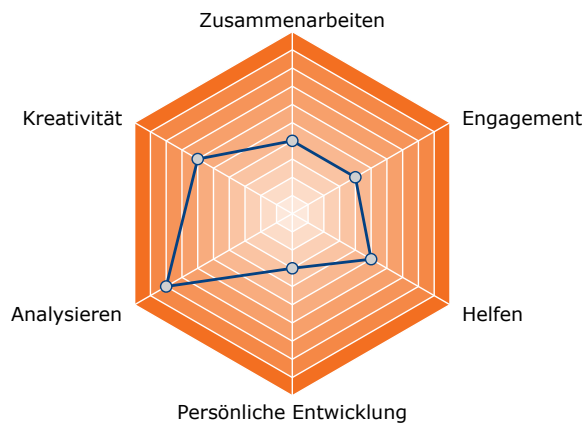 Zusammenarbeiten
Kreativität
Engagement
Analysieren
Helfen
Persönliche Entwicklung